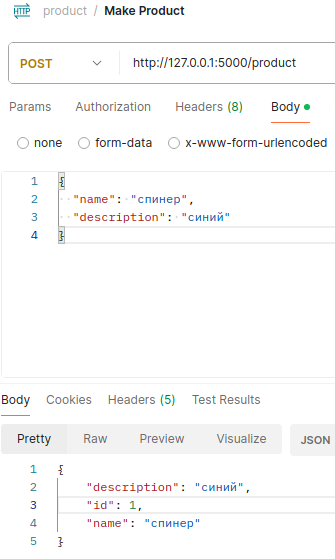 HTTP product / Make Product
POST http://127.0.0.1:5000/product
Params Authorization Headers (8) Body
none form-data x-www-form-urlencoded
1 {
2 "name": "спинер",
3 "description": "синий"
4 }
Body Cookies Headers (5) Test Results
Pretty Raw Preview Visualize JSON
1 {
2 "description": "синий",
3 "id": 1,
4 "name": "спинер"
5 }